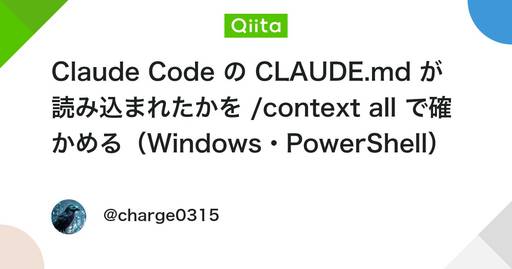 Qiita
Claude Code の CLAUDE.md が
読み込まれたかを /context all で確
かめる（Windows・PowerShell）
@charge0315